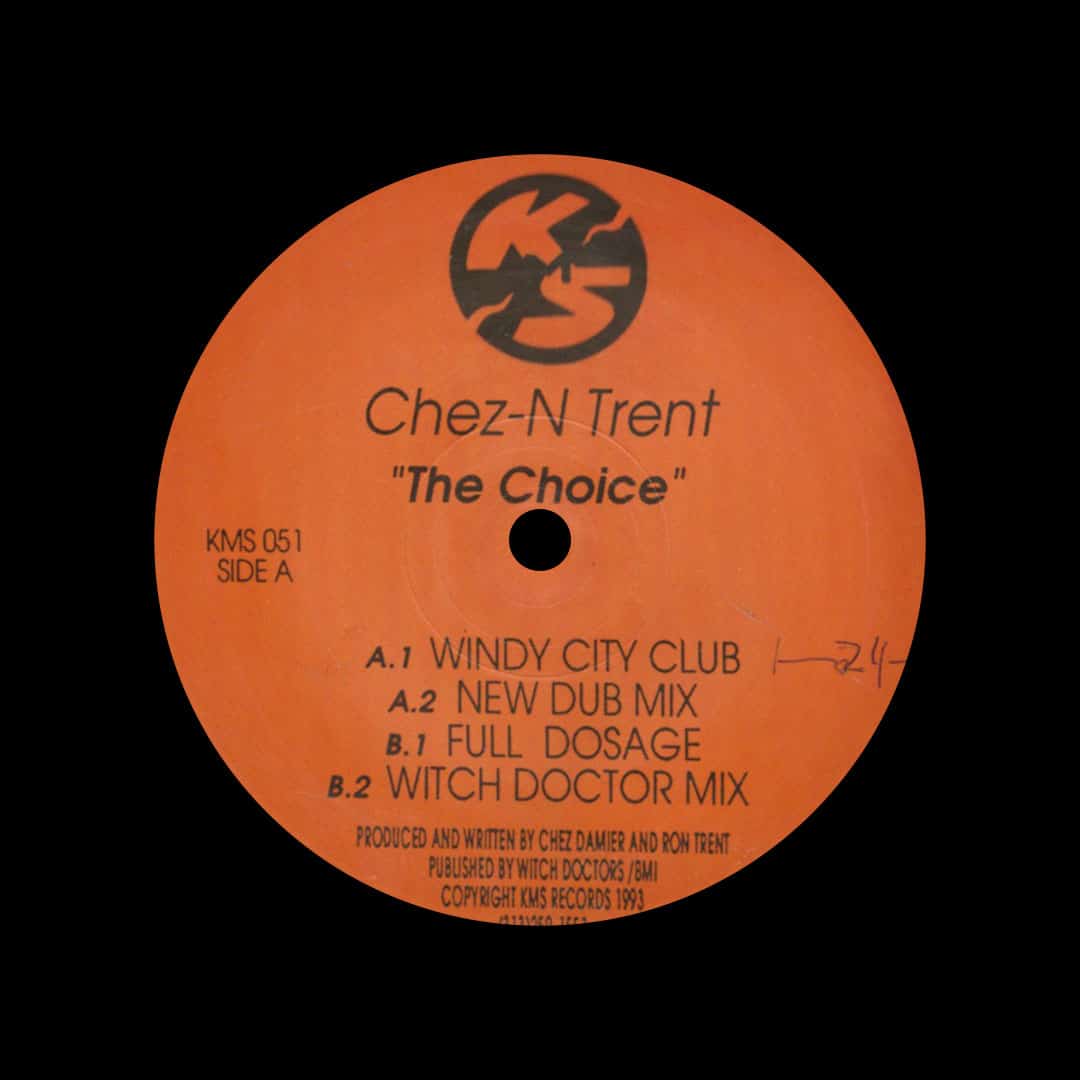 KMS
Chez-N Trent
"The Choice"
KMS 051
SIDE A
A.1 WINDY CITY CLUB
A.2 NEW DUB MIX
B.1 FULL DOSAGE
B.2 WITCH DOCTOR MIX
PRODUCED AND WRITTEN BY CHEZ DAMIER AND RON TRENT
PUBLISHED BY WITCH DOCTORS /BMI
COPYRIGHT KMS RECORDS 1993